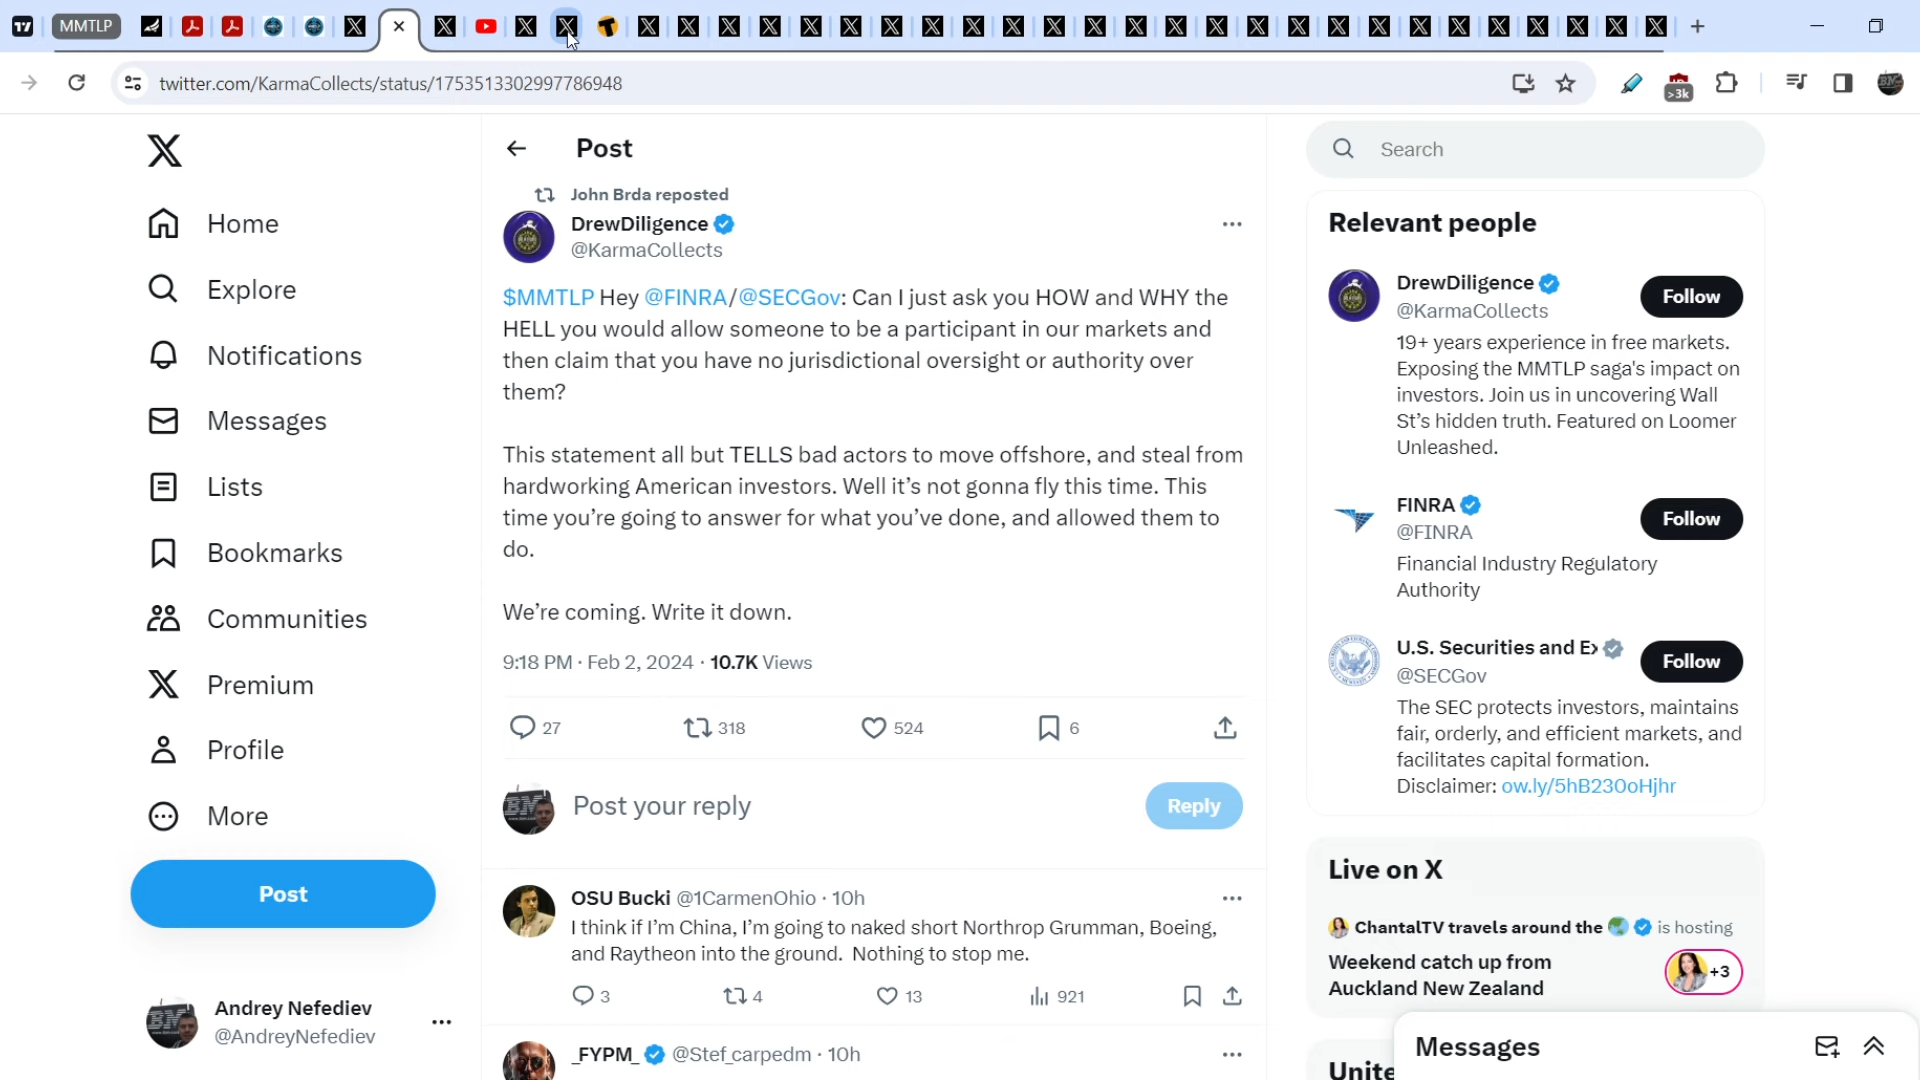 MMTLP
twitter.com/KarmaCollects/status/1753513302997786948
>3k
Home
Explore
Notifications
Messages
Lists
Bookmarks
Communities
Premium
Profile
More
Post
Andrey Nefediev
@AndreyNefediev
Post
John Brda reposted
DrewDiligence
@KarmaCollects
$MMTLP Hey @FINRA/@SECGov: Can I just ask you HOW and WHY the
HELL you would allow someone to be a participant in our markets and
then claim that you have no jurisdictional oversight or authority over
them?
This statement all but TELLS bad actors to move offshore, and steal from
hardworking American investors. Well it’s not gonna fly this time. This
time you’re going to answer for what you’ve done, and allowed them to
do.
We’re coming. Write it down.
9:18 PM · Feb 2, 2024 · 10.7K Views
27 318 524 6
Post your reply
Reply
OSU Bucki @1CarmenOhio · 10h
I think if I’m China, I’m going to naked short Northrop Grumman, Boeing,
and Raytheon into the ground. Nothing to stop me.
3 4 13 921
_FYPM_ @Stef_carpedm · 10h
Search
Relevant people
DrewDiligence
@KarmaCollects
Follow
19+ years experience in free markets.
Exposing the MMTLP saga's impact on
investors. Join us in uncovering Wall
St’s hidden truth. Featured on Loomer
Unleashed.
FINRA
@FINRA
Follow
Financial Industry Regulatory
Authority
U.S. Securities and Ex
@SECGov
Follow
The SEC protects investors, maintains
fair, orderly, and efficient markets, and
facilitates capital formation.
Disclaimer: ow.ly/5hB230oHjhr
Live on X
ChantalTV travels around the is hosting
Weekend catch up from
Auckland New Zealand
+3
Messages